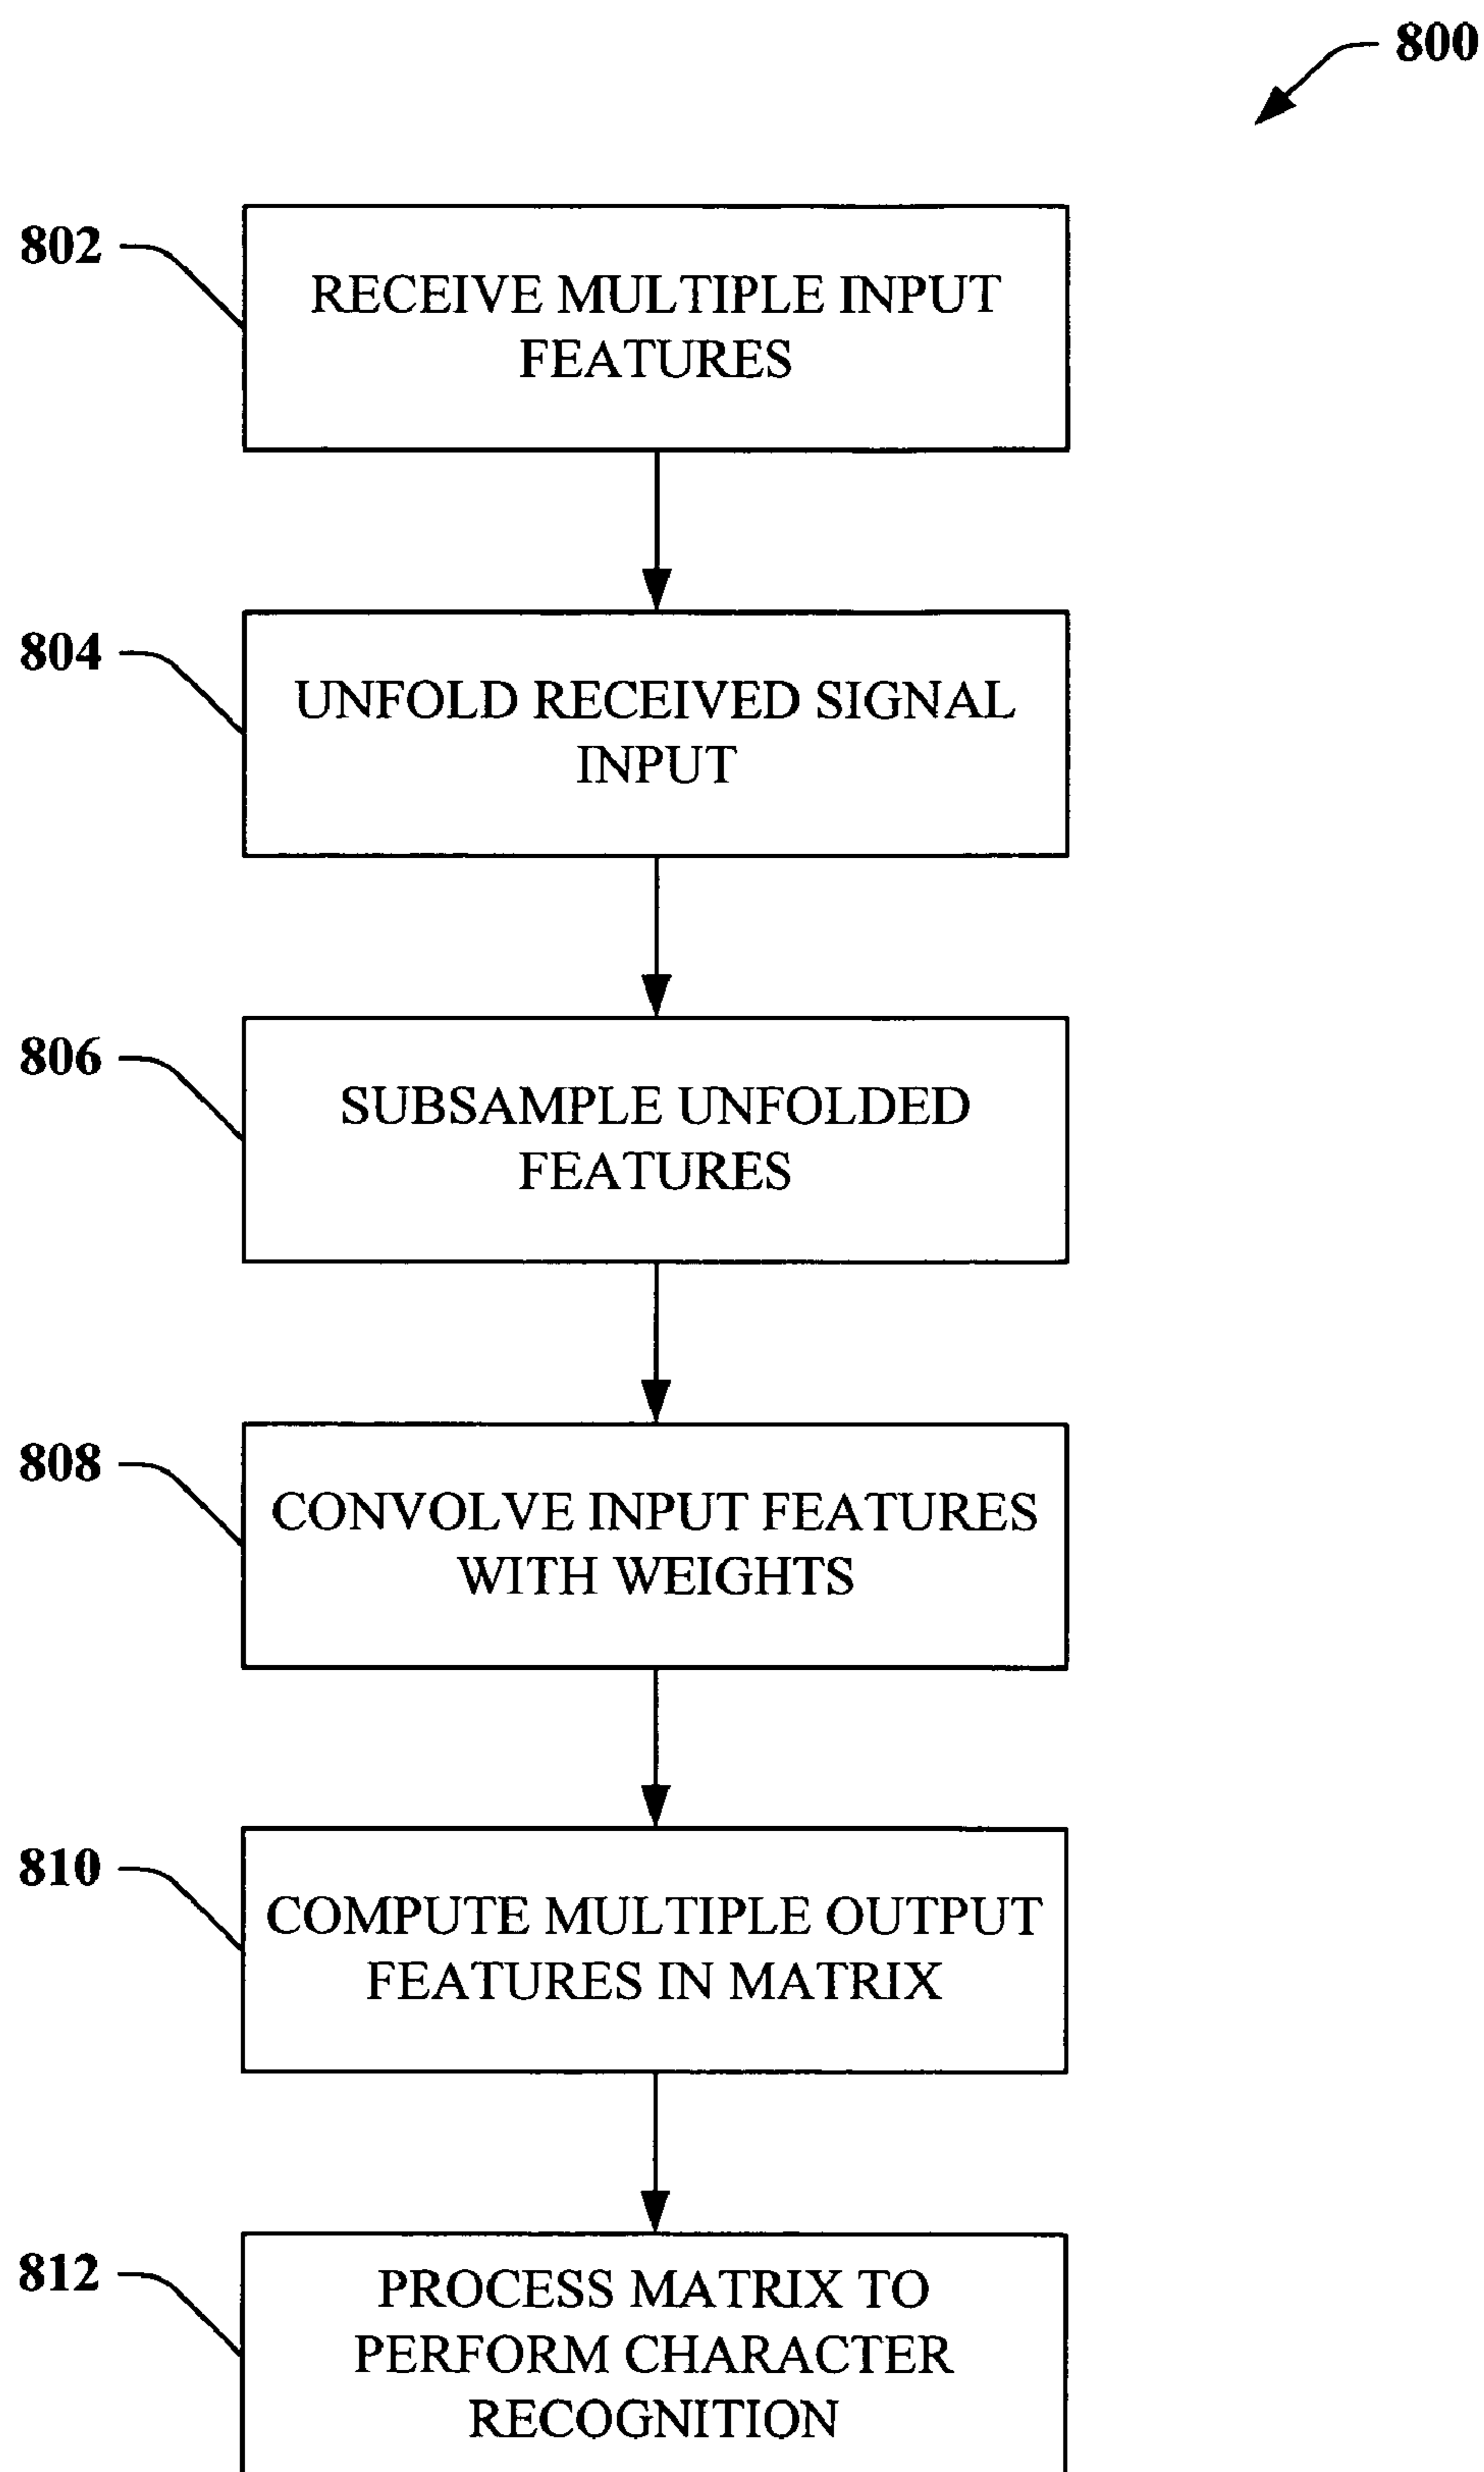 800
802
RECEIVE MULTIPLE INPUT
FEATURES
804
UNFOLD RECEIVED SIGNAL
INPUT
806
SUBSAMPLE UNFOLDED
FEATURES
808
CONVOLVE INPUT FEATURES
WITH WEIGHTS
810
COMPUTE MULTIPLE OUTPUT
FEATURES IN MATRIX
812
PROCESS MATRIX TO
PERFORM CHARACTER
RECOGNITION